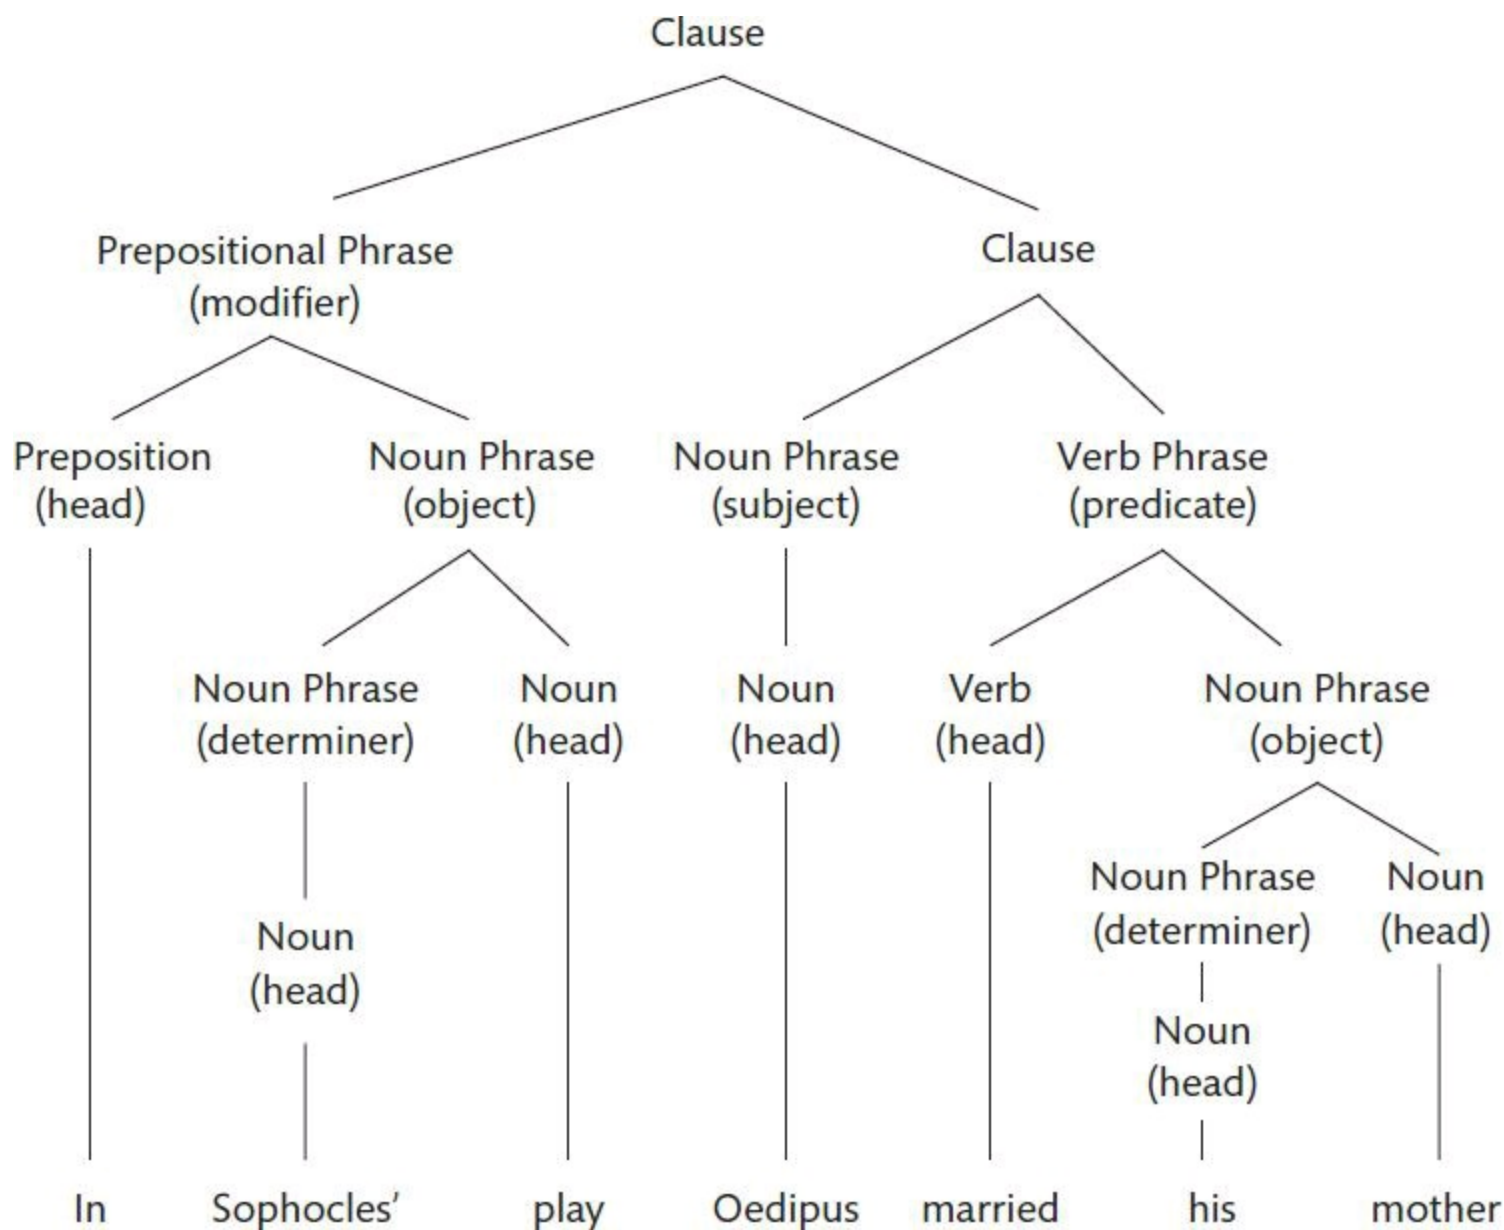 Clause
Prepositional Phrase
(modifier)
Clause
Preposition
(head)
Noun Phrase
(object)
Noun Phrase
(subject)
Verb Phrase
(predicate)
Noun Phrase
(determiner)
Noun
(head)
Noun
(head)
Verb
(head)
Noun Phrase
(object)
Noun
(head)
Noun Phrase
(determiner)
Noun
(head)
Noun
(head)
In Sophocles’ play Oedipus married his mother